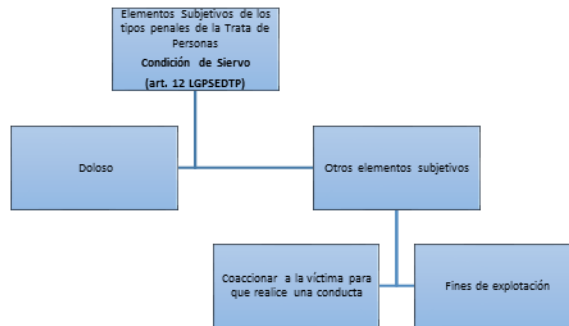 Elementos Subjetivos de los
tipos penales de la Trata de
Personas
Condición de Siervo
(art. 12 LGPSEDTP)
Doloso
Otros elementos subjetivos
Coaccionar a la víctima para
que realice una conducta
Fines de explotación